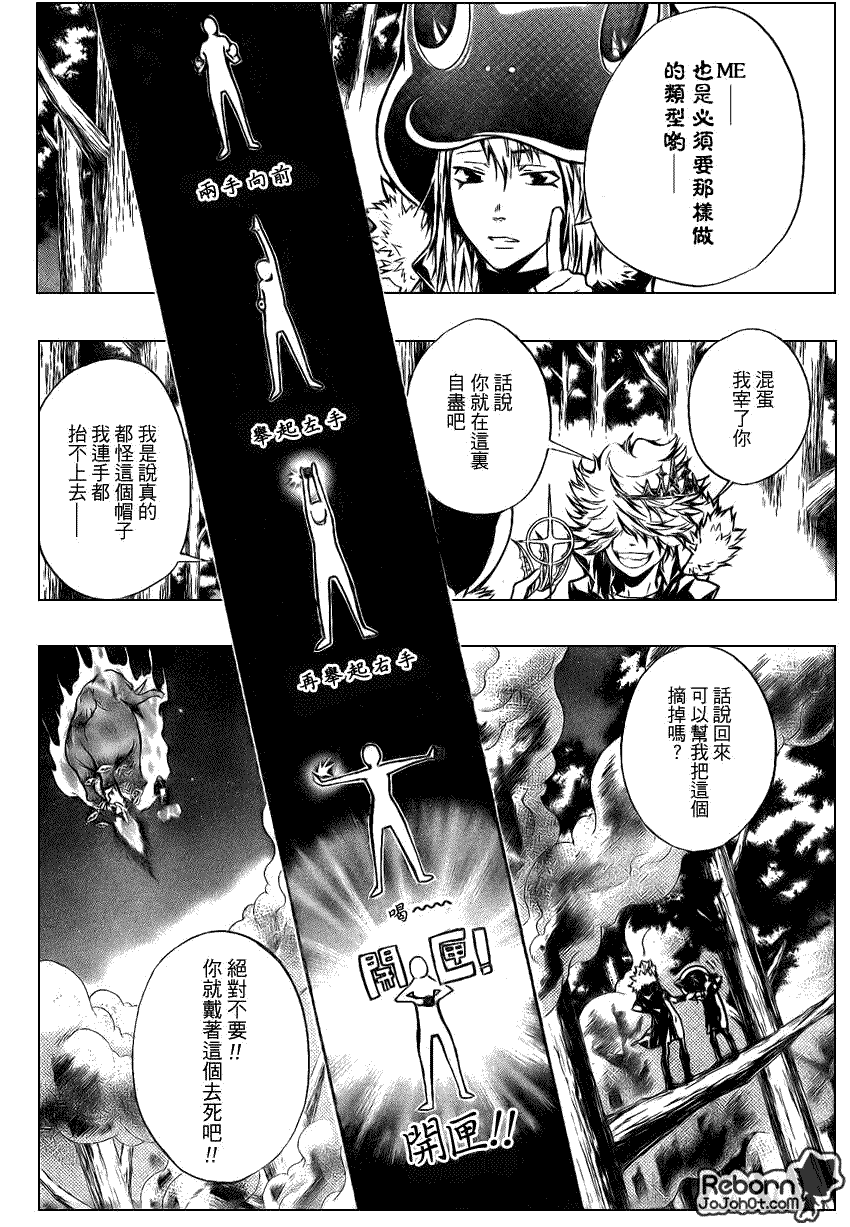 ME——
也是必須要那樣做
的類型喲——
兩手向前
舉起左手
再舉起右手
喝~~~
開匣!
開匣!!
混蛋
我宰了你
話說
你就在這裏
自盡吧
我是說真的
都怪這個帽子
我連手都
抬不上去——
話說回來
可以幫我把這個
摘掉嗎?
絕對不要!!
你就戴著這個去死吧!!
Reborn
JoJoHot.com